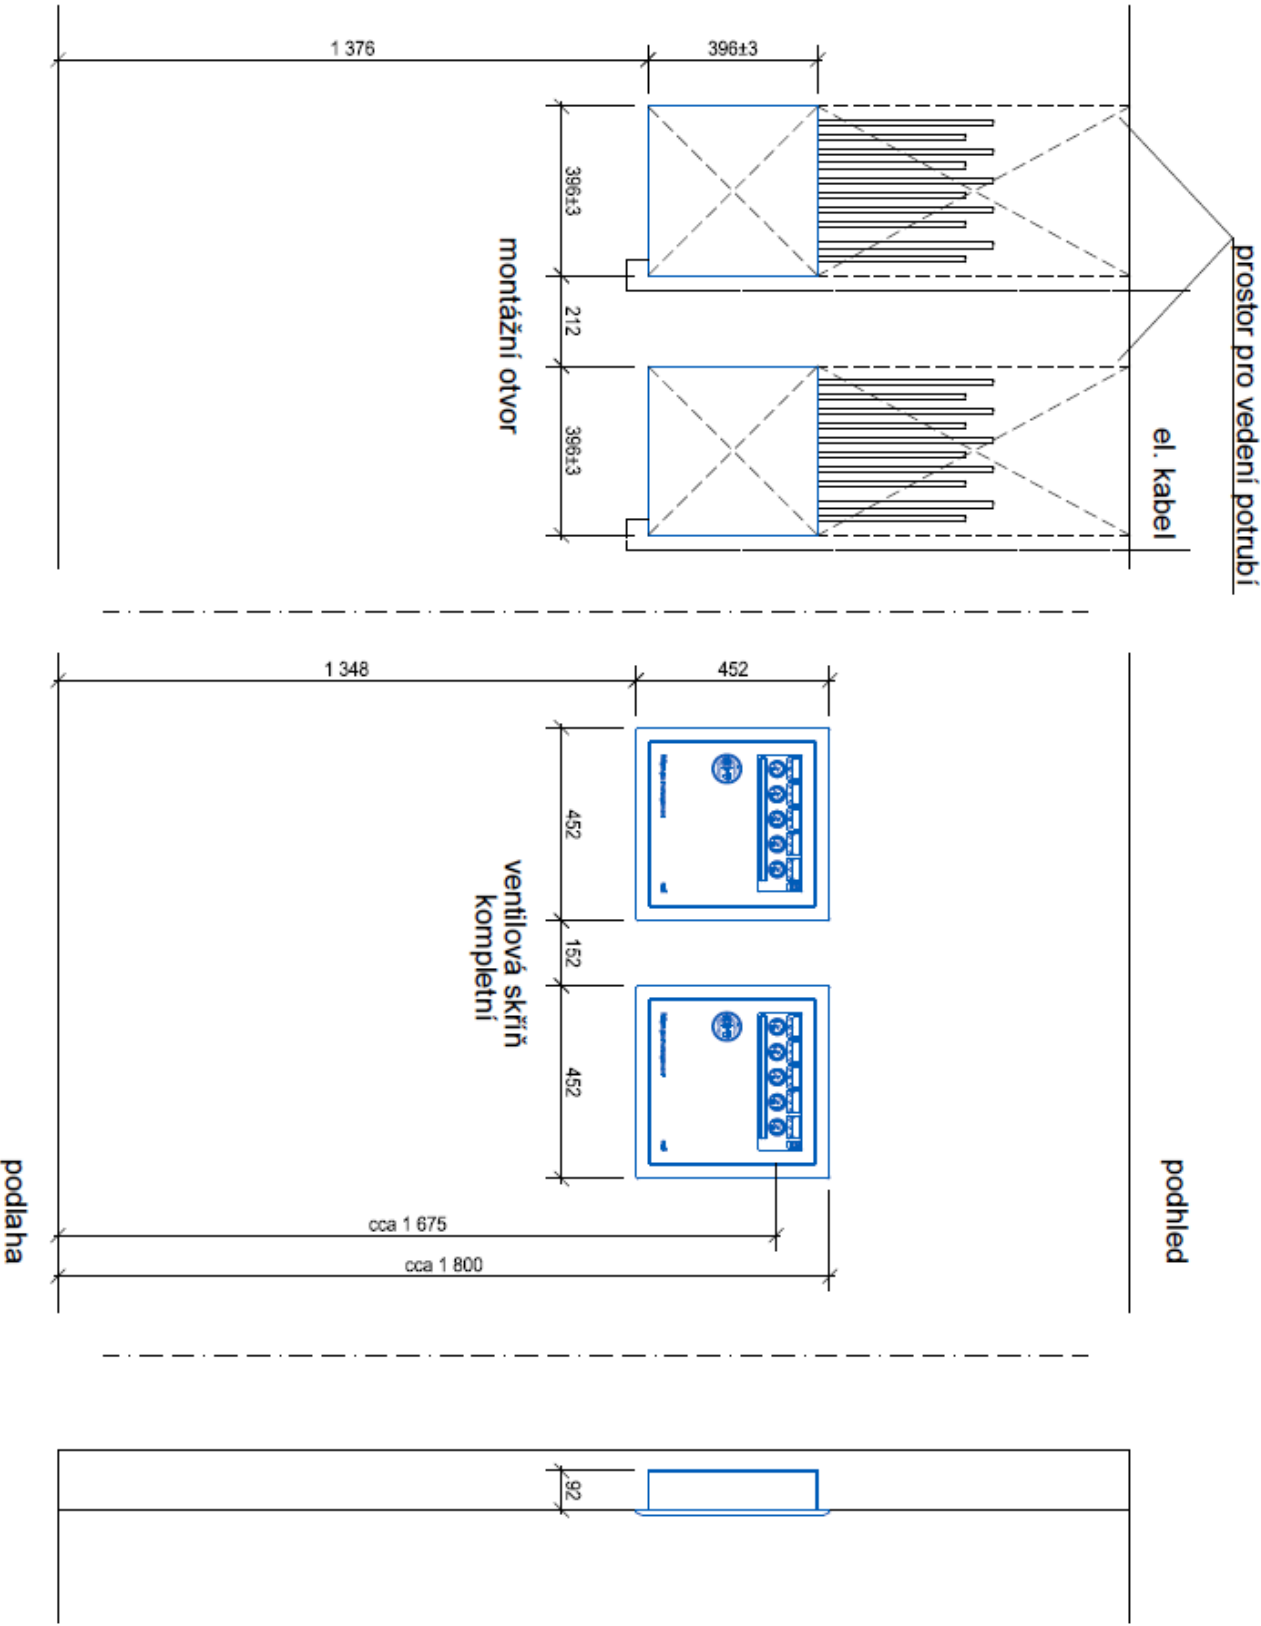 1 376
396±3
396±3
212
396±3
montážní otvor
prostor pro vedení potrubí
el. kabel
1 348
452
452
152
452
ventilová skříň
kompletní
cca 1 675
cca 1 800
podhled
podlaha
92